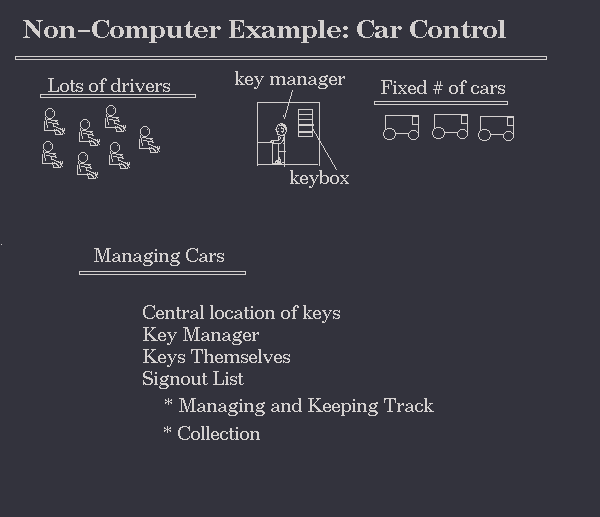 Non-Computer Example: Car Control
Lots of drivers
key manager
Fixed # of cars
keybox
Managing Cars
Central location of keys
Key Manager
Keys Themselves
Signout List
* Managing and Keeping Track
* Collection